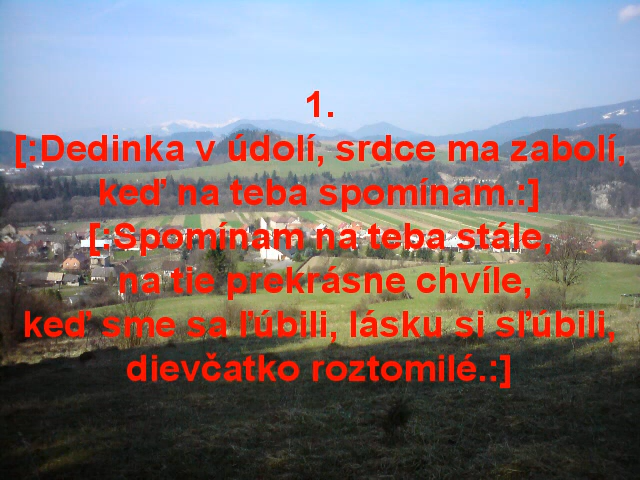 1.
[:Dedinka v údolí, srdce ma zabolí,
keď na teba spomínam.:]
[:Spomínam na teba stále,
na tie prekrásne chvíle,
keď sme sa ľúbili, lásku si sľúbili,
dievčatko roztomilé.:]